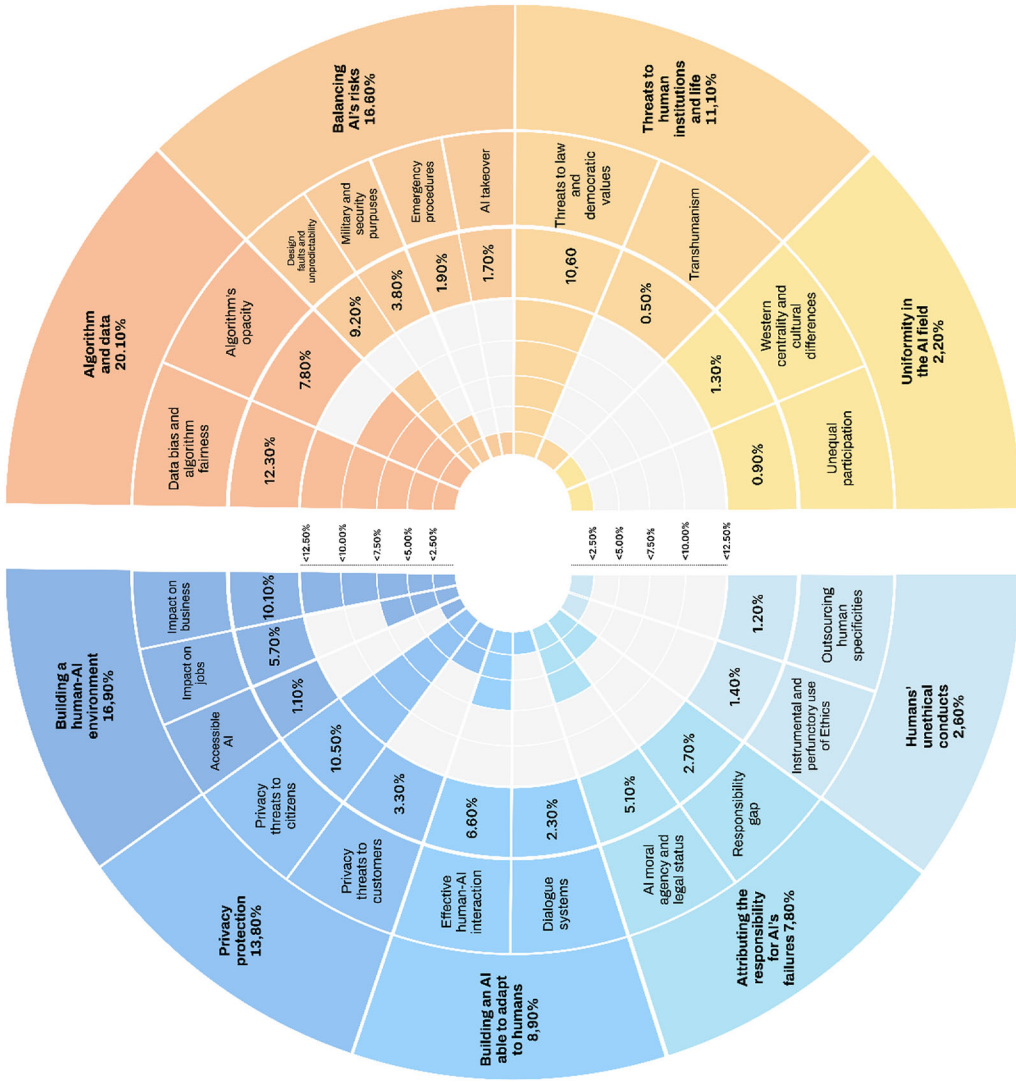 Algorithm
and data
20.10%
Data bias and
algorithm
fairness
12.30%
Algorithm's
opacity
7.80%
Balancing
AI's risks
16.60%
Design
faults and
unpredictability
9.20%
Military and
security
purpuses
3.80%
Emergency
procedures
1.90%
AI takeover
1.70%
Threats to
human
institutions
and life
11,10%
Threats to law
and
democratic
values
10,60
Transhumanism
0.50%
Uniformity in
the AI field
2,20%
Western
centrality and
cultural
differences
1.30%
Unequal
participation
0.90%
<12.50%
<10.00%
<7.50%
<5.00%
<2.50%
<2.50%
<5.00%
<7.50%
<10.00%
<12.50%
Building a
human-AI
environment
16,90%
Impact on
business
10.10%
Impact on
jobs
5.70%
Accessible
AI
1.10%
Privacy
protection
13,80%
Privacy
threats to
citizens
10.50%
Privacy
threats to
customers
3.30%
Building an AI
able to adapt
to humans
8,90%
Effective
human-AI
interaction
6.60%
Dialogue
systems
2.30%
Attributing the
responsibility
for AI's
failures 7,80%
AI moral
agency and
legal status
5.10%
Responsibility
gap
2.70%
Humans'
unethical
conducts
2,60%
Instrumental and
perfunctory use
of Ethics
1.40%
Outsourcing
human
specificities
1.20%